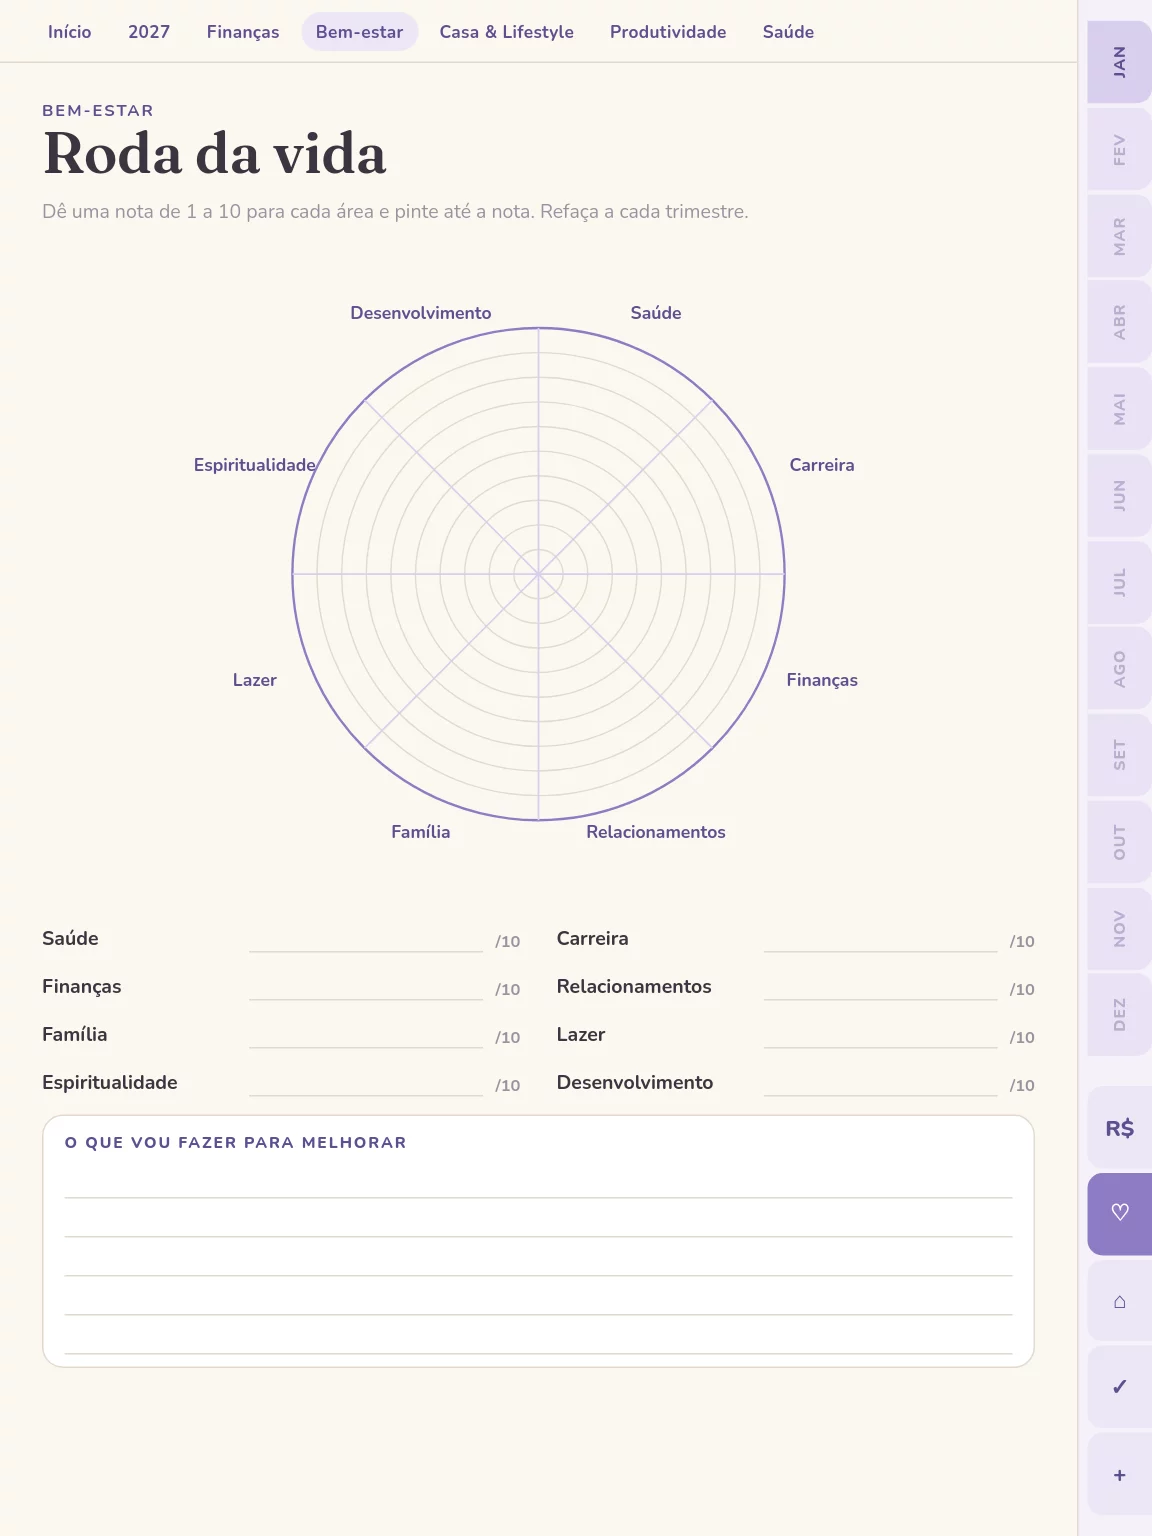 Início 2027 Finanças Bem-estar Casa & Lifestyle Produtividade Saúde
BEM-ESTAR
Roda da vida
Dê uma nota de 1 a 10 para cada área e pinte até a nota. Refaça a cada trimestre.
Desenvolvimento Saúde
Espiritualidade Carreira
Lazer Finanças
Família Relacionamentos
Saúde /10 Carreira /10
Finanças /10 Relacionamentos /10
Família /10 Lazer /10
Espiritualidade /10 Desenvolvimento /10
O QUE VOU FAZER PARA MELHORAR
JAN
FEV
MAR
ABR
MAI
JUN
JUL
AGO
SET
OUT
NOV
DEZ
R$
♡
⌂
✓
+